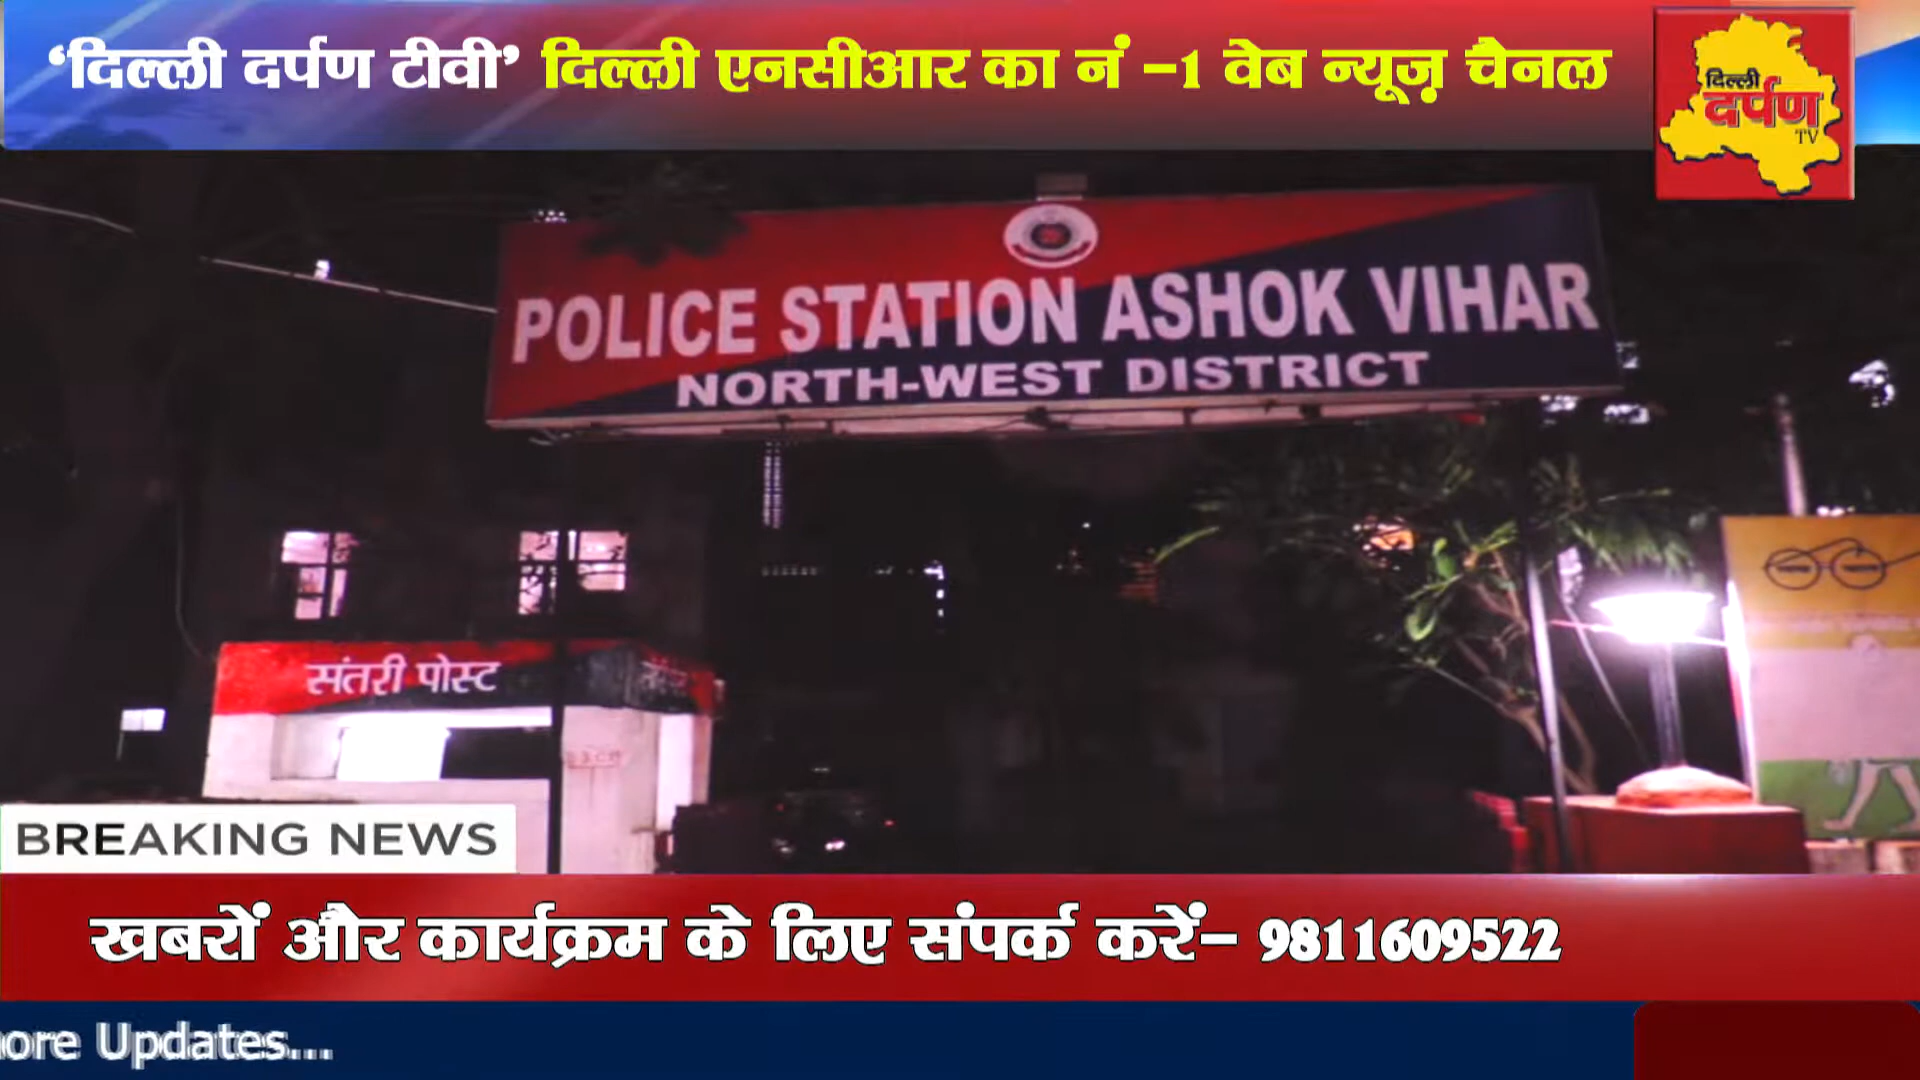 ‘दिल्ली दर्पण टीवी’ दिल्ली एनसीआर का नं -1 वेब न्यूज़ चैनल
दिल्ली
दर्पण
TV
POLICE STATION ASHOK VIHAR
NORTH-WEST DISTRICT
संतरी पोस्ट
BREAKING NEWS
खबरों और कार्यक्रम के लिए संपर्क करें- 9811609522
more Updates...